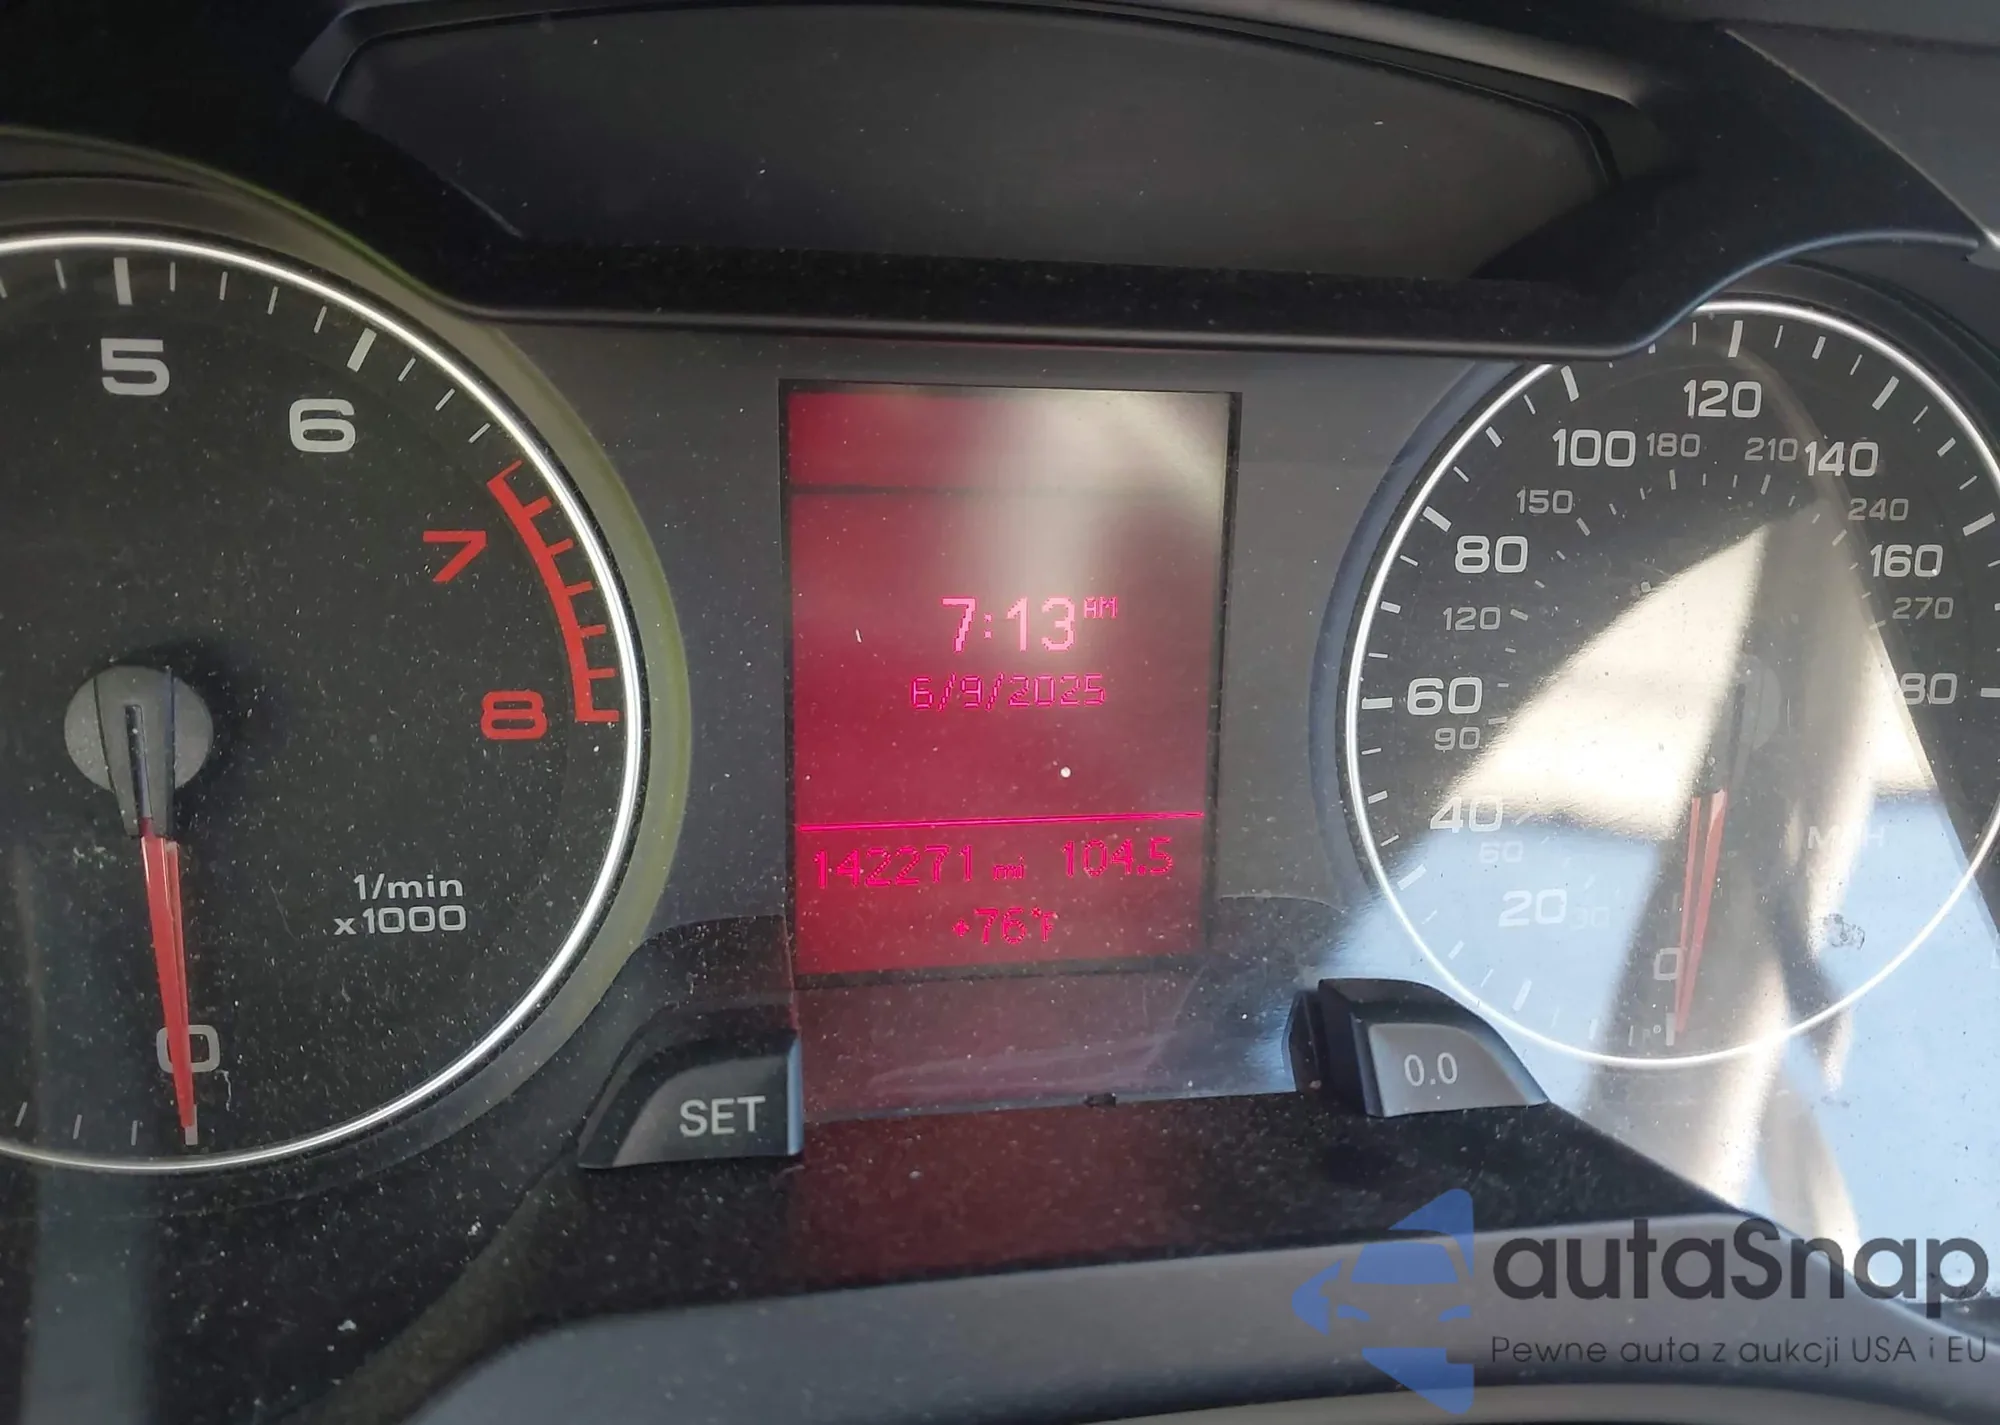 5
6
7
8
1/min
x1000
0
7:13 AM
6/9/2025
142271 mi 104.5
+76°F
SET
0.0
120
100 180 210 140
150 240
80 160
120 270
60 180
90
40 MPH
60
20 30
0
autaSnap
Pewne auta z aukcji USA i EU